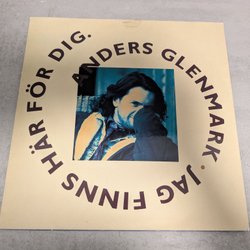 ANDERS GLENMARK · JAG FINNS HÄR FÖR DIG.